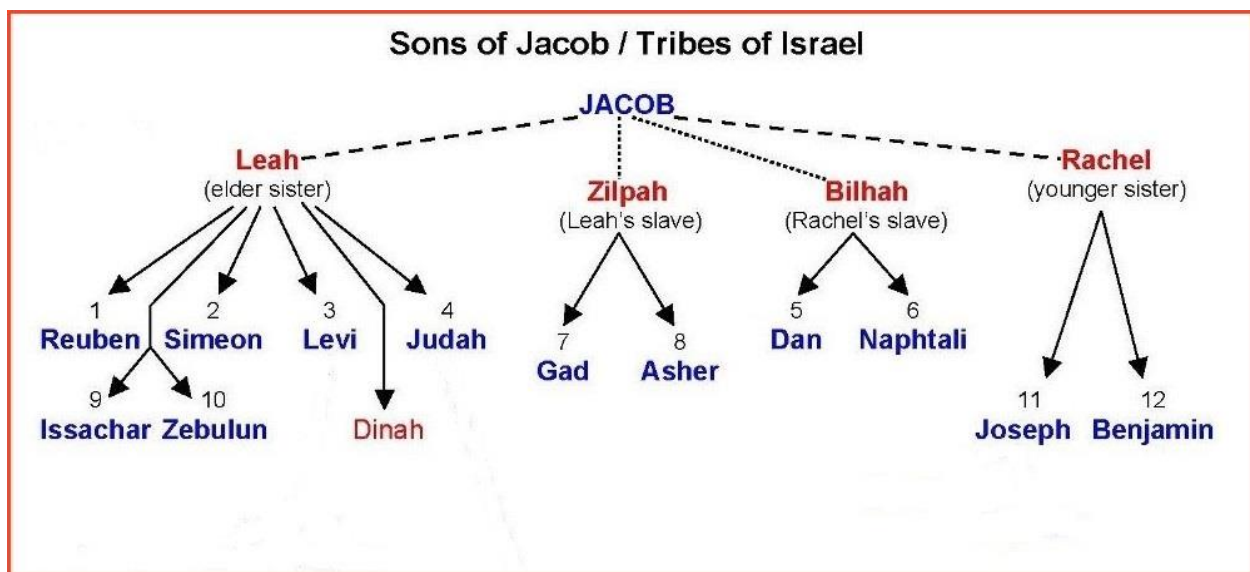 Sons of Jacob / Tribes of Israel
JACOB
Leah
(elder sister)
Zilpah
(Leah's slave)
Bilhah
(Rachel's slave)
Rachel
(younger sister)
1
Reuben
2
Simeon
3
Levi
4
Judah
9
Issachar
10
Zebulun
Dinah
7
Gad
8
Asher
5
Dan
6
Naphtali
11
Joseph
12
Benjamin